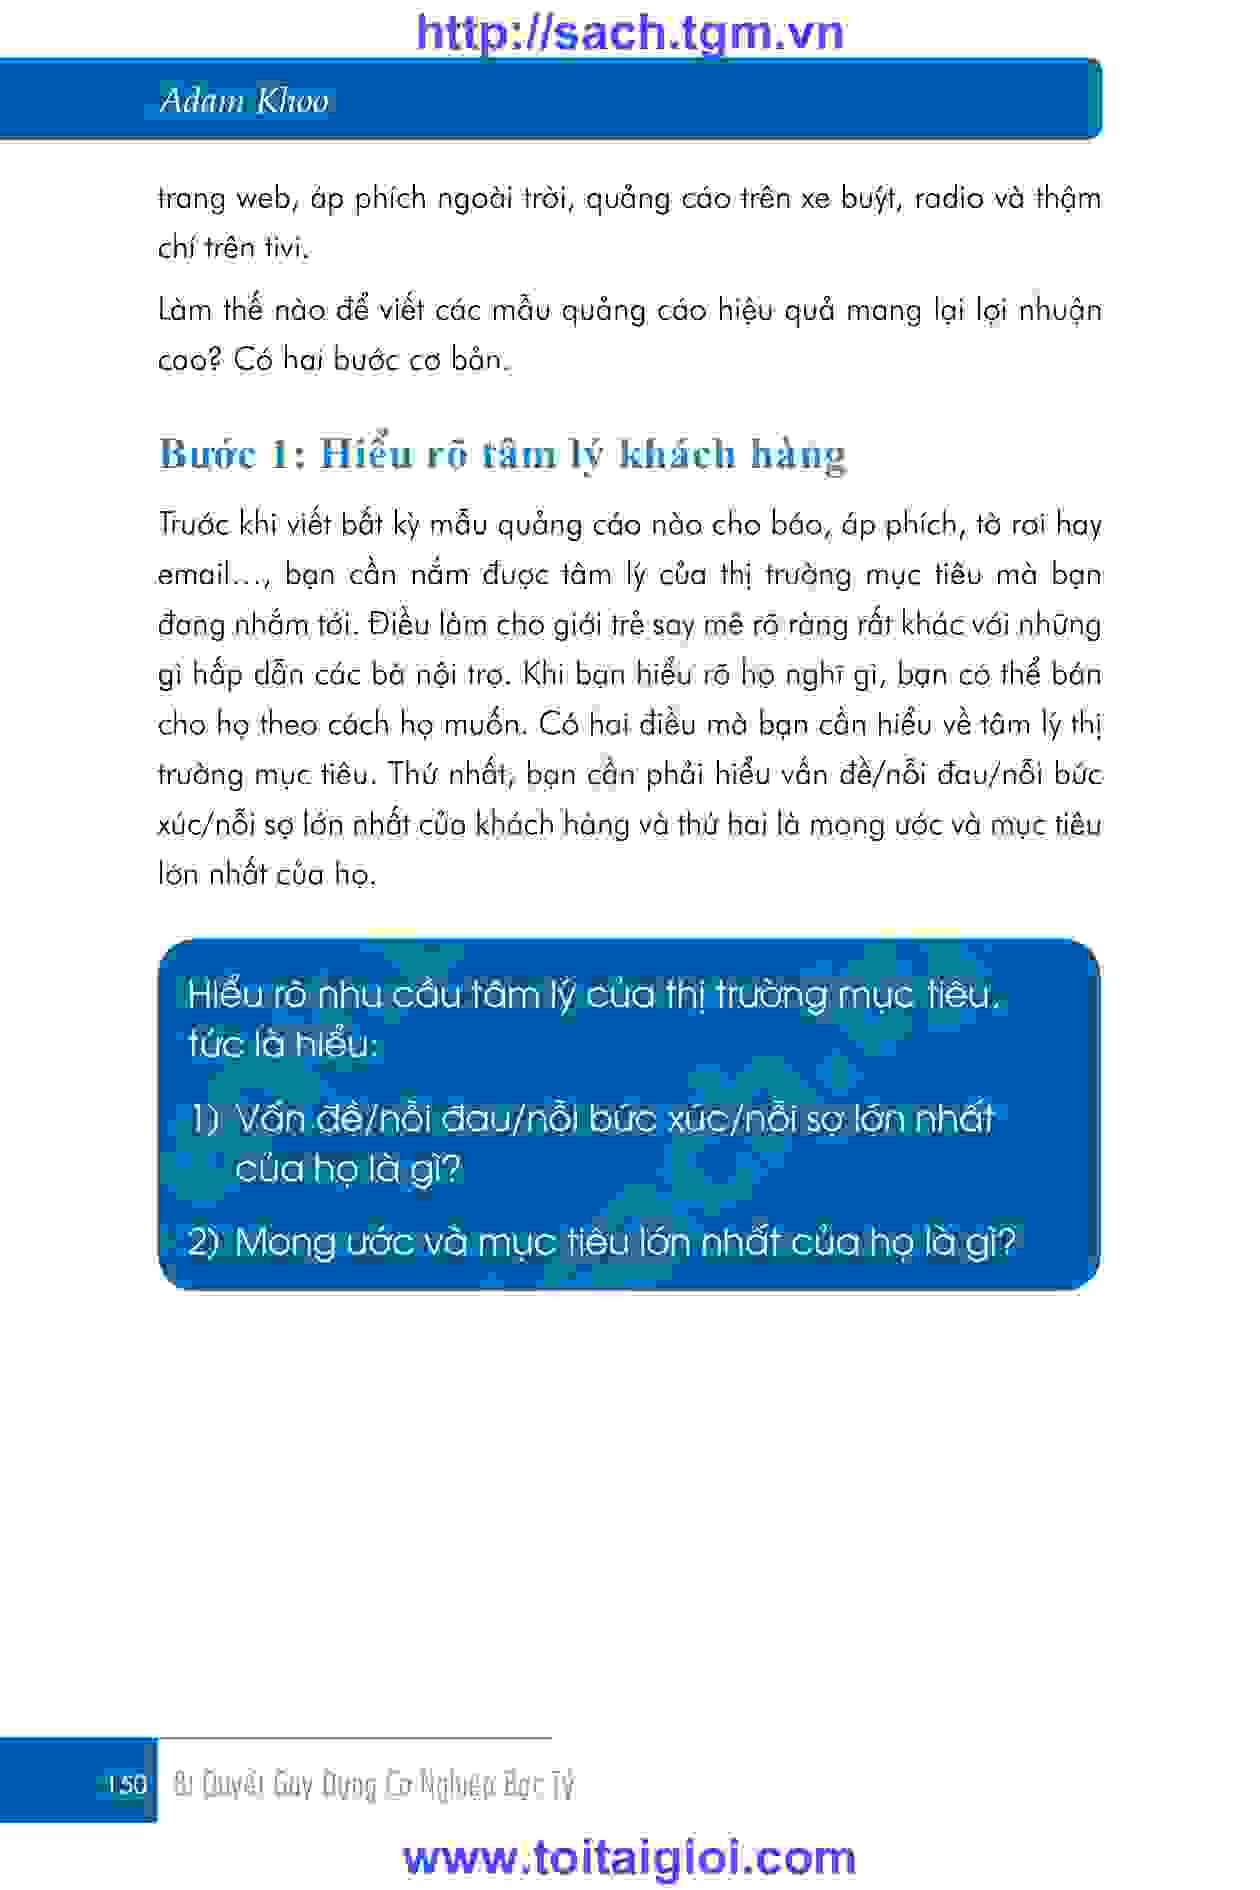 http://sach.tgm.vn
Adam Khoo
trang web, áp phích ngoài trời, quảng cáo trên xe buýt, radio và thậm
chí trên tivi.
Làm thế nào để viết các mẫu quảng cáo hiệu quả mang lại lợi nhuận
cao? Có hai bước cơ bản.
Bước 1: Hiểu rõ tâm lý khách hàng
Trước khi viết bất kỳ mẫu quảng cáo nào cho báo, áp phích, tờ rơi hay
email…, bạn cần nắm được tâm lý của thị trường mục tiêu mà bạn
đang nhắm tới. Điều làm cho giới trẻ say mê rõ ràng rất khác với những
gì hấp dẫn các bà nội trợ. Khi bạn hiểu rõ họ nghĩ gì, bạn có thể bán
cho họ theo cách họ muốn. Có hai điều mà bạn cần hiểu về tâm lý thị
trường mục tiêu. Thứ nhất, bạn cần phải hiểu vấn đề/nỗi đau/nỗi bức
xúc/nỗi sợ lớn nhất của khách hàng và thứ hai là mong ước và mục tiêu
lớn nhất của họ.
Hiểu rõ nhu cầu tâm lý của thị trường mục tiêu,
tức là hiểu:
1) Vấn đề/nỗi đau/nỗi bức xúc/nỗi sợ lớn nhất
của họ là gì?
2) Mong ước và mục tiêu lớn nhất của họ là gì?
150 Bí Quyết Gây Dựng Cơ Nghiệp Bạc Tỷ
www.toitaigioi.com